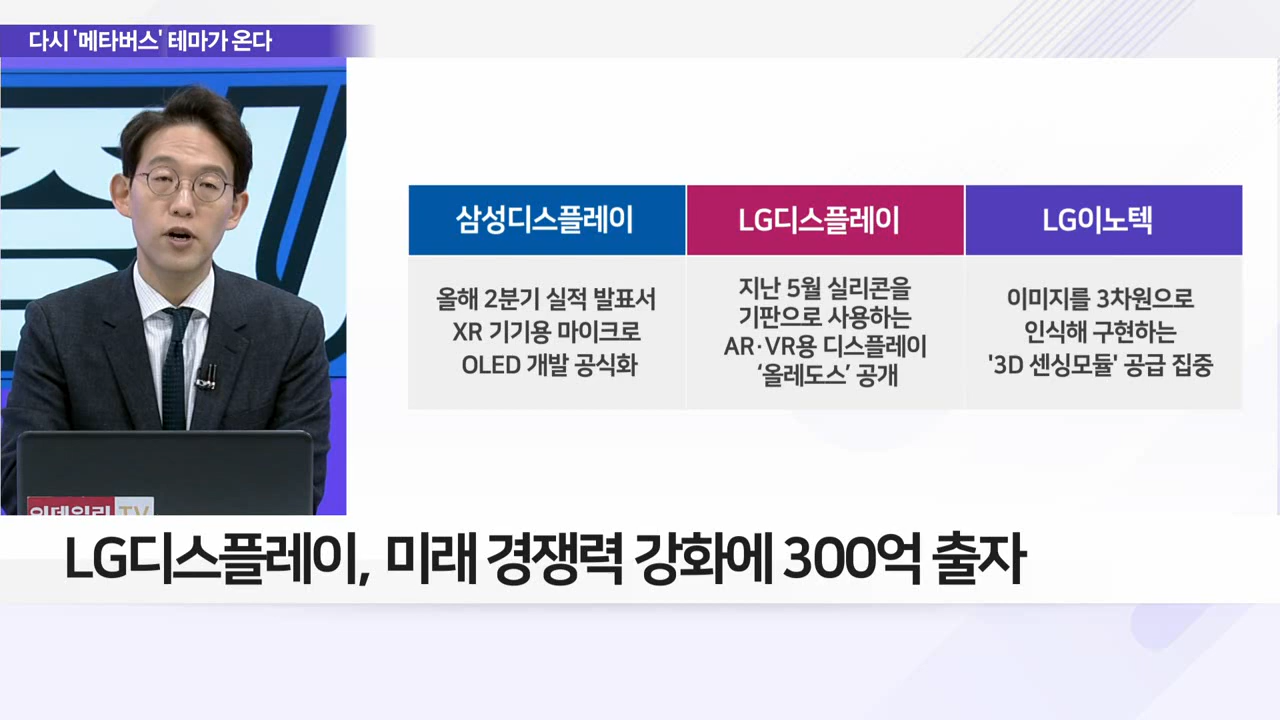 다시 '메타버스' 테마가 온다
삼성디스플레이
LG디스플레이
LG이노텍
올해 2분기 실적 발표서
XR 기기용 마이크로
OLED 개발 공식화
지난 5월 실리콘을
기판으로 사용하는
AR·VR용 디스플레이
‘올레도스’ 공개
이미지를 3차원으로
인식해 구현하는
'3D 센싱모듈' 공급 집중
이데일리 TV
LG디스플레이, 미래 경쟁력 강화에 300억 출자